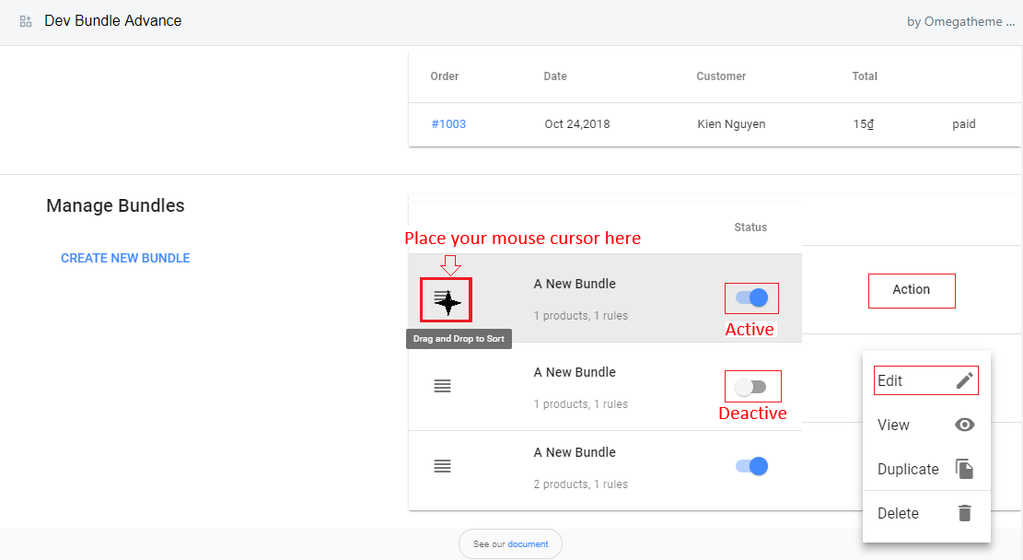 Dev Bundle Advance
by Omegatheme ...
Order Date Customer Total
#1003 Oct 24,2018 Kien Nguyen 15₫ paid
Manage Bundles
CREATE NEW BUNDLE
Status
Place your mouse cursor here
A New Bundle
1 products, 1 rules
Active
Action
Drag and Drop to Sort
A New Bundle
1 products, 1 rules
Deactive
A New Bundle
2 products, 1 rules
Edit
View
Duplicate
Delete
See our document